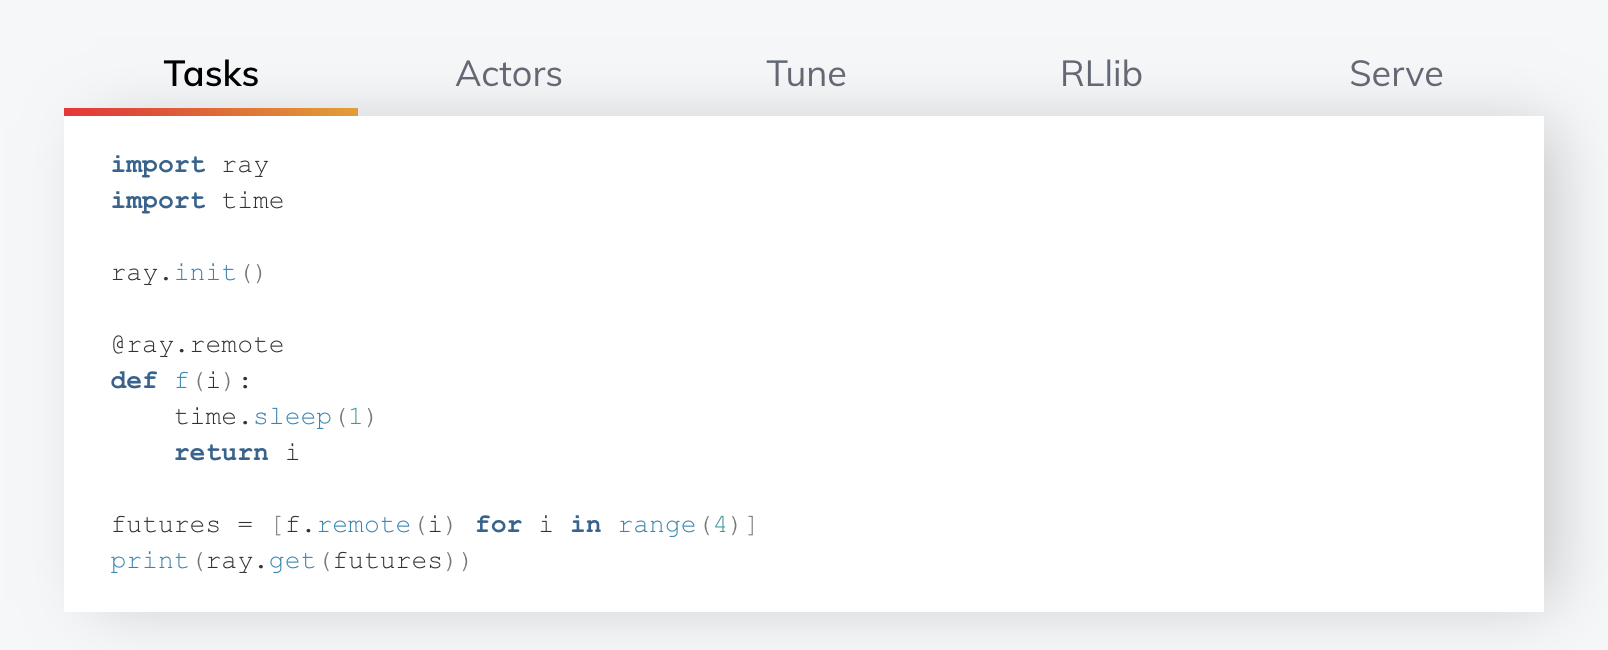 Tasks Actors Tune RLlib Serve
import ray
import time
ray.init()
@ray.remote
def f(i):
    time.sleep(1)
    return i
futures = [f.remote(i) for i in range(4)]
print(ray.get(futures))